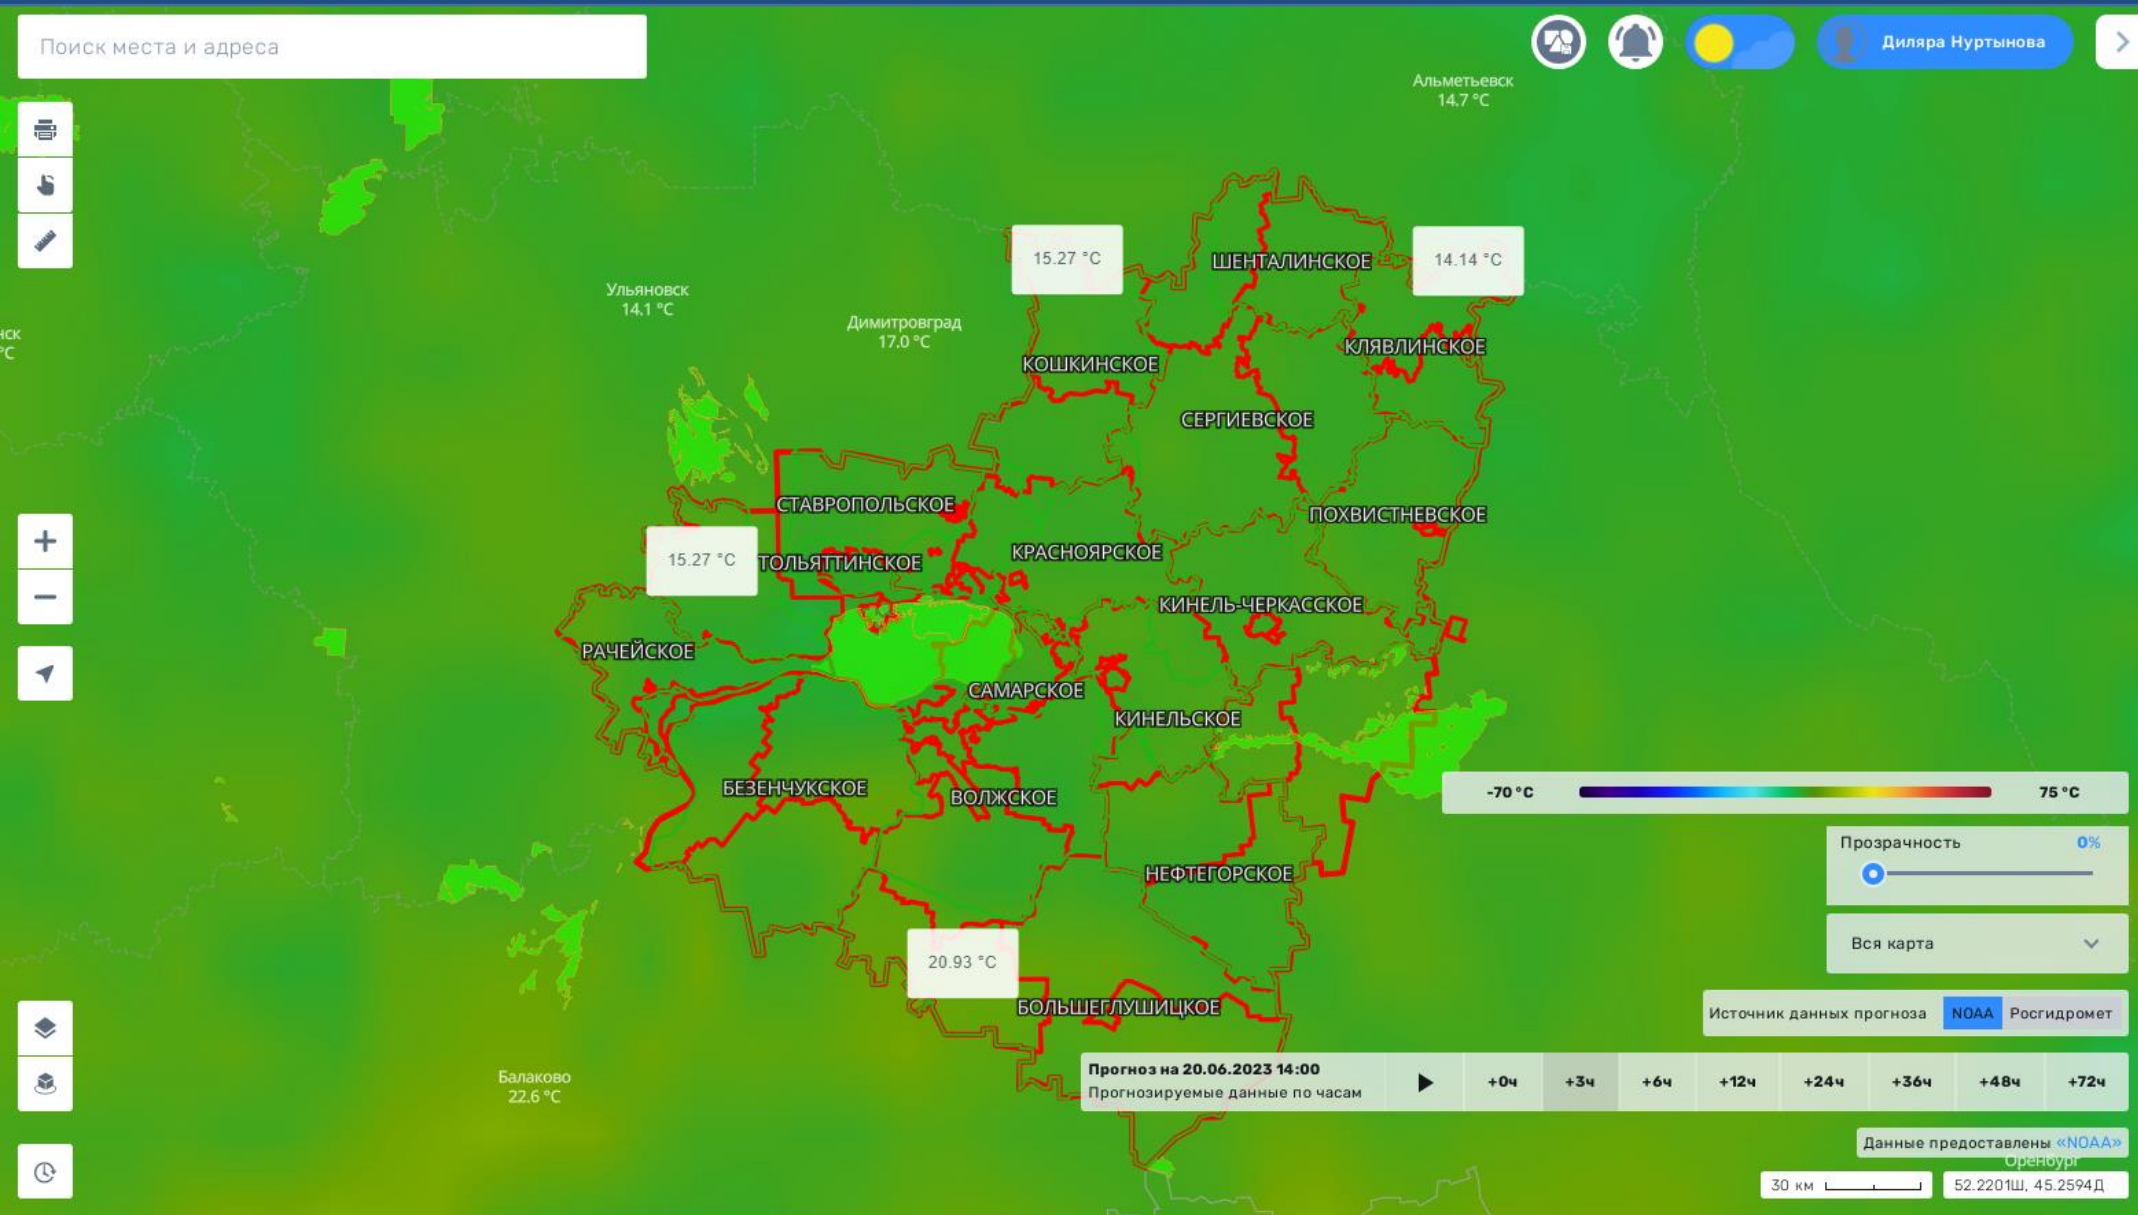 Поиск места и адреса
Диляра Нуртынова
Альметьевск
14.7 °C
15.27 °C
ШЕНТАЛИНСКОЕ
14.14 °C
Ульяновск
14.1 °C
Димитровград
17.0 °C
нск
°C
КОШКИНСКОЕ
КЛЯВЛИНСКОЕ
СЕРГИЕВСКОЕ
СТАВРОПОЛЬСКОЕ
ПОХВИСТНЕВСКОЕ
15.27 °C
ТОЛЬЯТТИНСКОЕ
КРАСНОЯРСКОЕ
КИНЕЛЬ-ЧЕРКАССКОЕ
РАЧЕЙСКОЕ
САМАРСКОЕ
КИНЕЛЬСКОЕ
БЕЗЕНЧУКСКОЕ
ВОЛЖСКОЕ
-70 °C
75 °C
Прозрачность 0%
НЕФТЕГОРСКОЕ
Вся карта
20.93 °C
БОЛЬШЕГЛУШИЦКОЕ
Источник данных прогноза NOAA Росгидромет
Балаково
22.6 °C
Прогноз на 20.06.2023 14:00
Прогнозируемые данные по часам
+0ч +3ч +6ч +12ч +24ч +36ч +48ч +72ч
Данные предоставлены «NOAA»
Оренбург
30 км
52.2201Ш, 45.2594Д